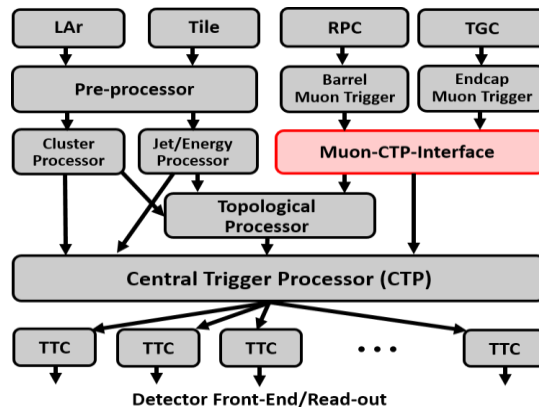 LAr
Tile
RPC
TGC
Pre-processor
Barrel
Muon Trigger
Endcap
Muon Trigger
Cluster
Processor
Jet/Energy
Processor
Muon-CTP-Interface
Topological
Processor
Central Trigger Processor (CTP)
TTC
TTC
TTC
• • •
TTC
Detector Front-End/Read-out